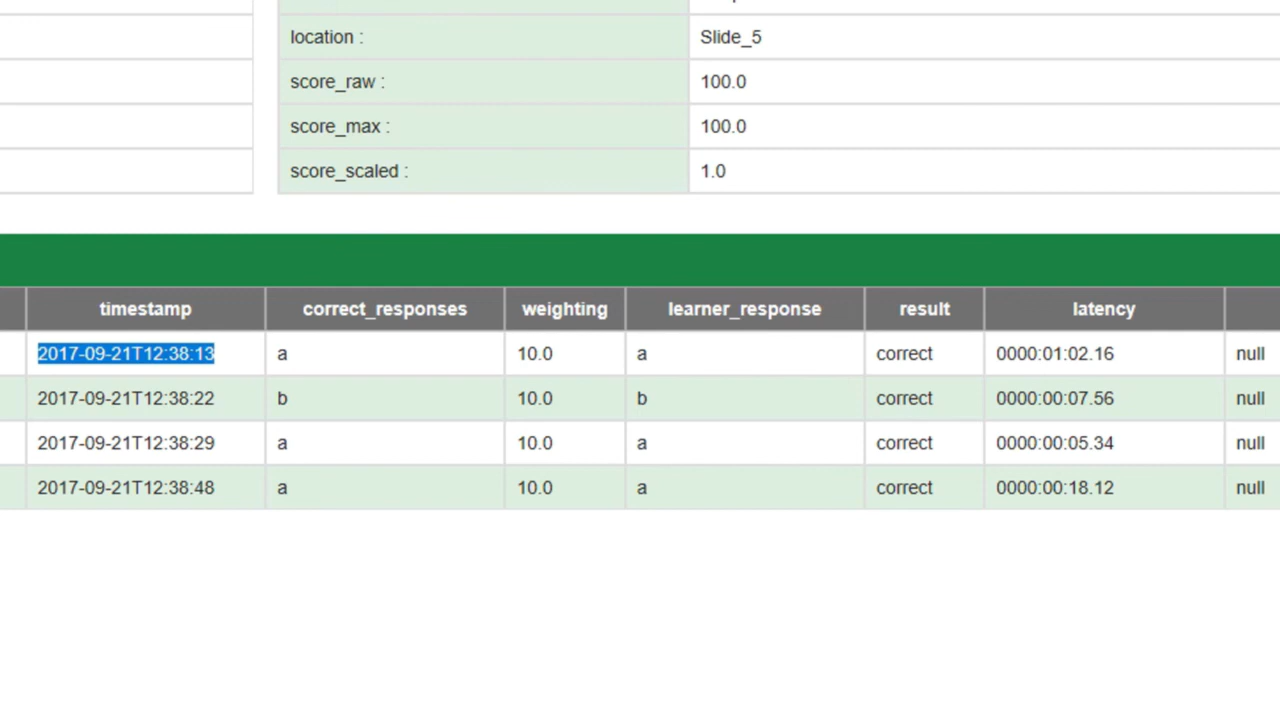 location : Slide_5
score_raw : 100.0
score_max : 100.0
score_scaled : 1.0
timestamp correct_responses weighting learner_response result latency
2017-09-21T12:38:13 a 10.0 a correct 0000:01:02.16 null
2017-09-21T12:38:22 b 10.0 b correct 0000:00:07.56 null
2017-09-21T12:38:29 a 10.0 a correct 0000:00:05.34 null
2017-09-21T12:38:48 a 10.0 a correct 0000:00:18.12 null